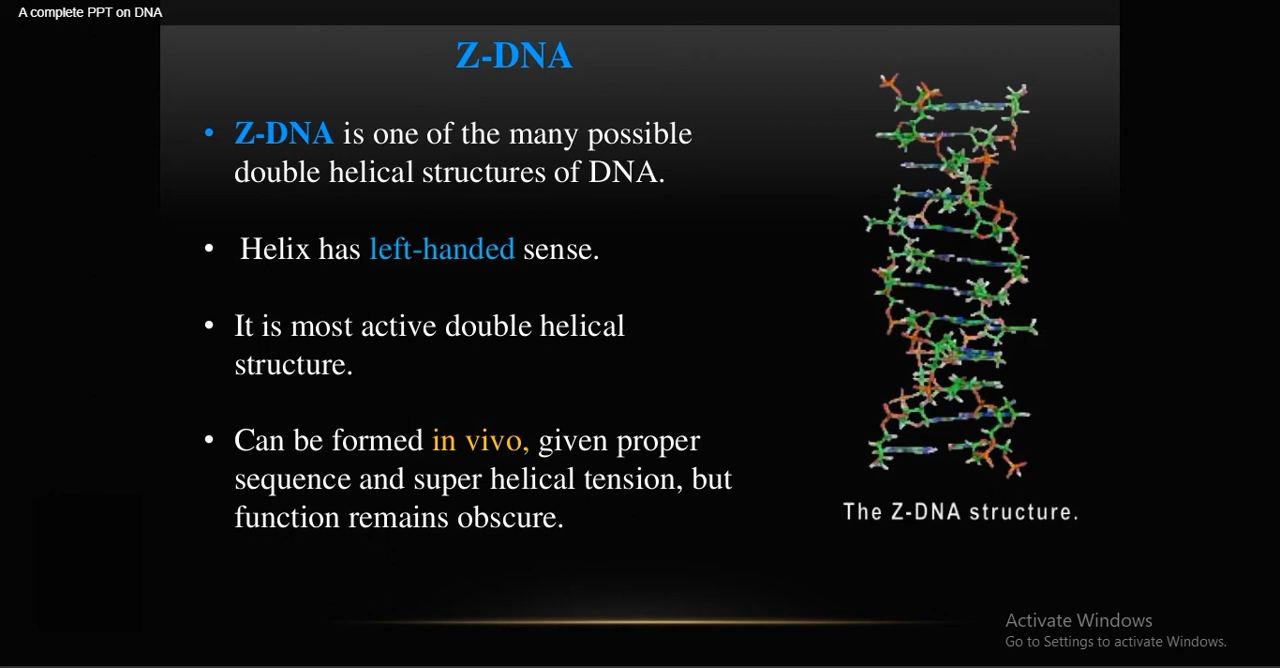 A complete PPT on DNA
Z-DNA
• Z-DNA is one of the many possible
double helical structures of DNA.
• Helix has left-handed sense.
• It is most active double helical
structure.
• Can be formed in vivo, given proper
sequence and super helical tension, but
function remains obscure.
The Z-DNA structure.
Activate Windows
Go to Settings to activate Windows.